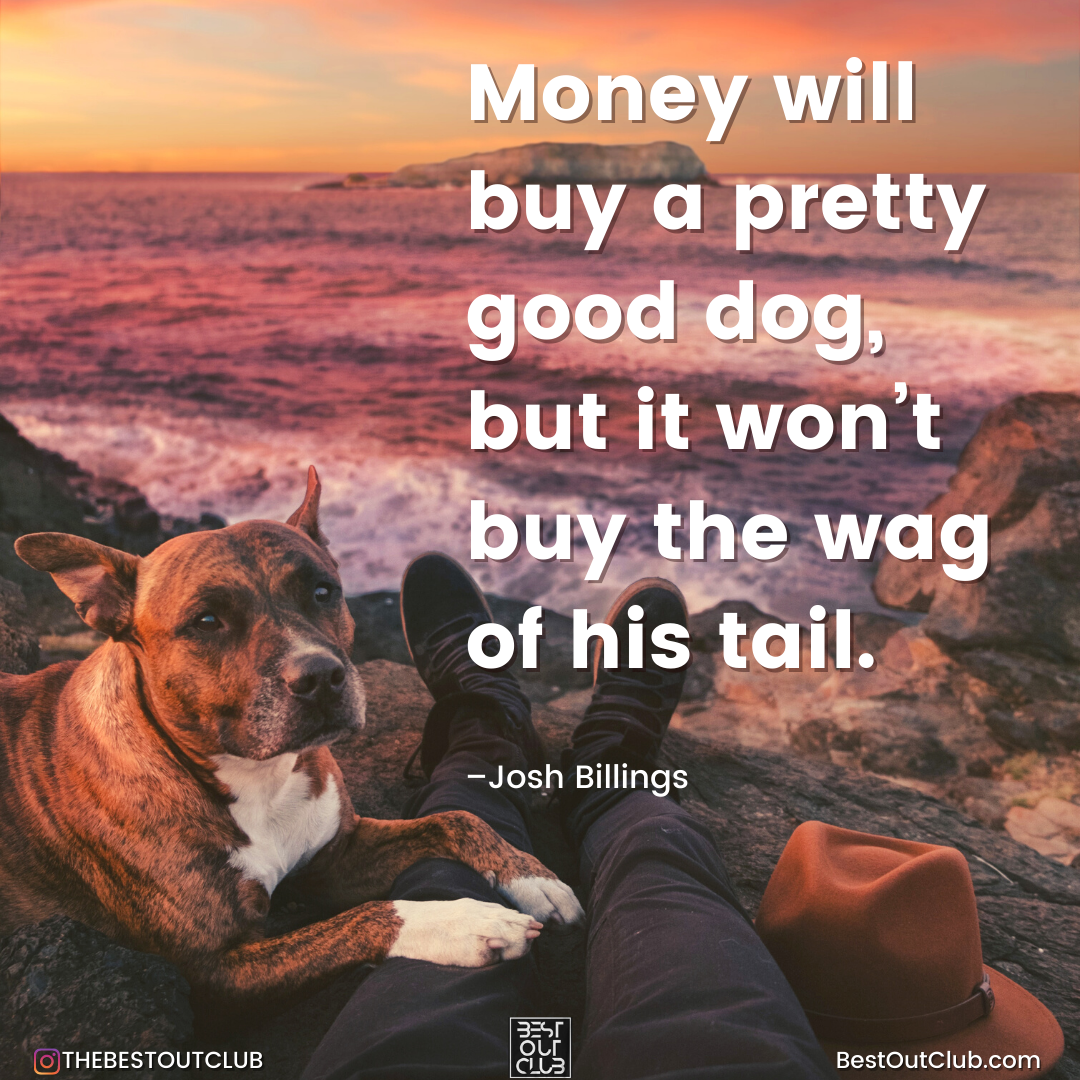 Money will
buy a pretty
good dog,
but it won’t
buy the wag
of his tail.
–Josh Billings
THEBESTOUTCLUB
BEST
OUT
CLUB
BestOutClub.com